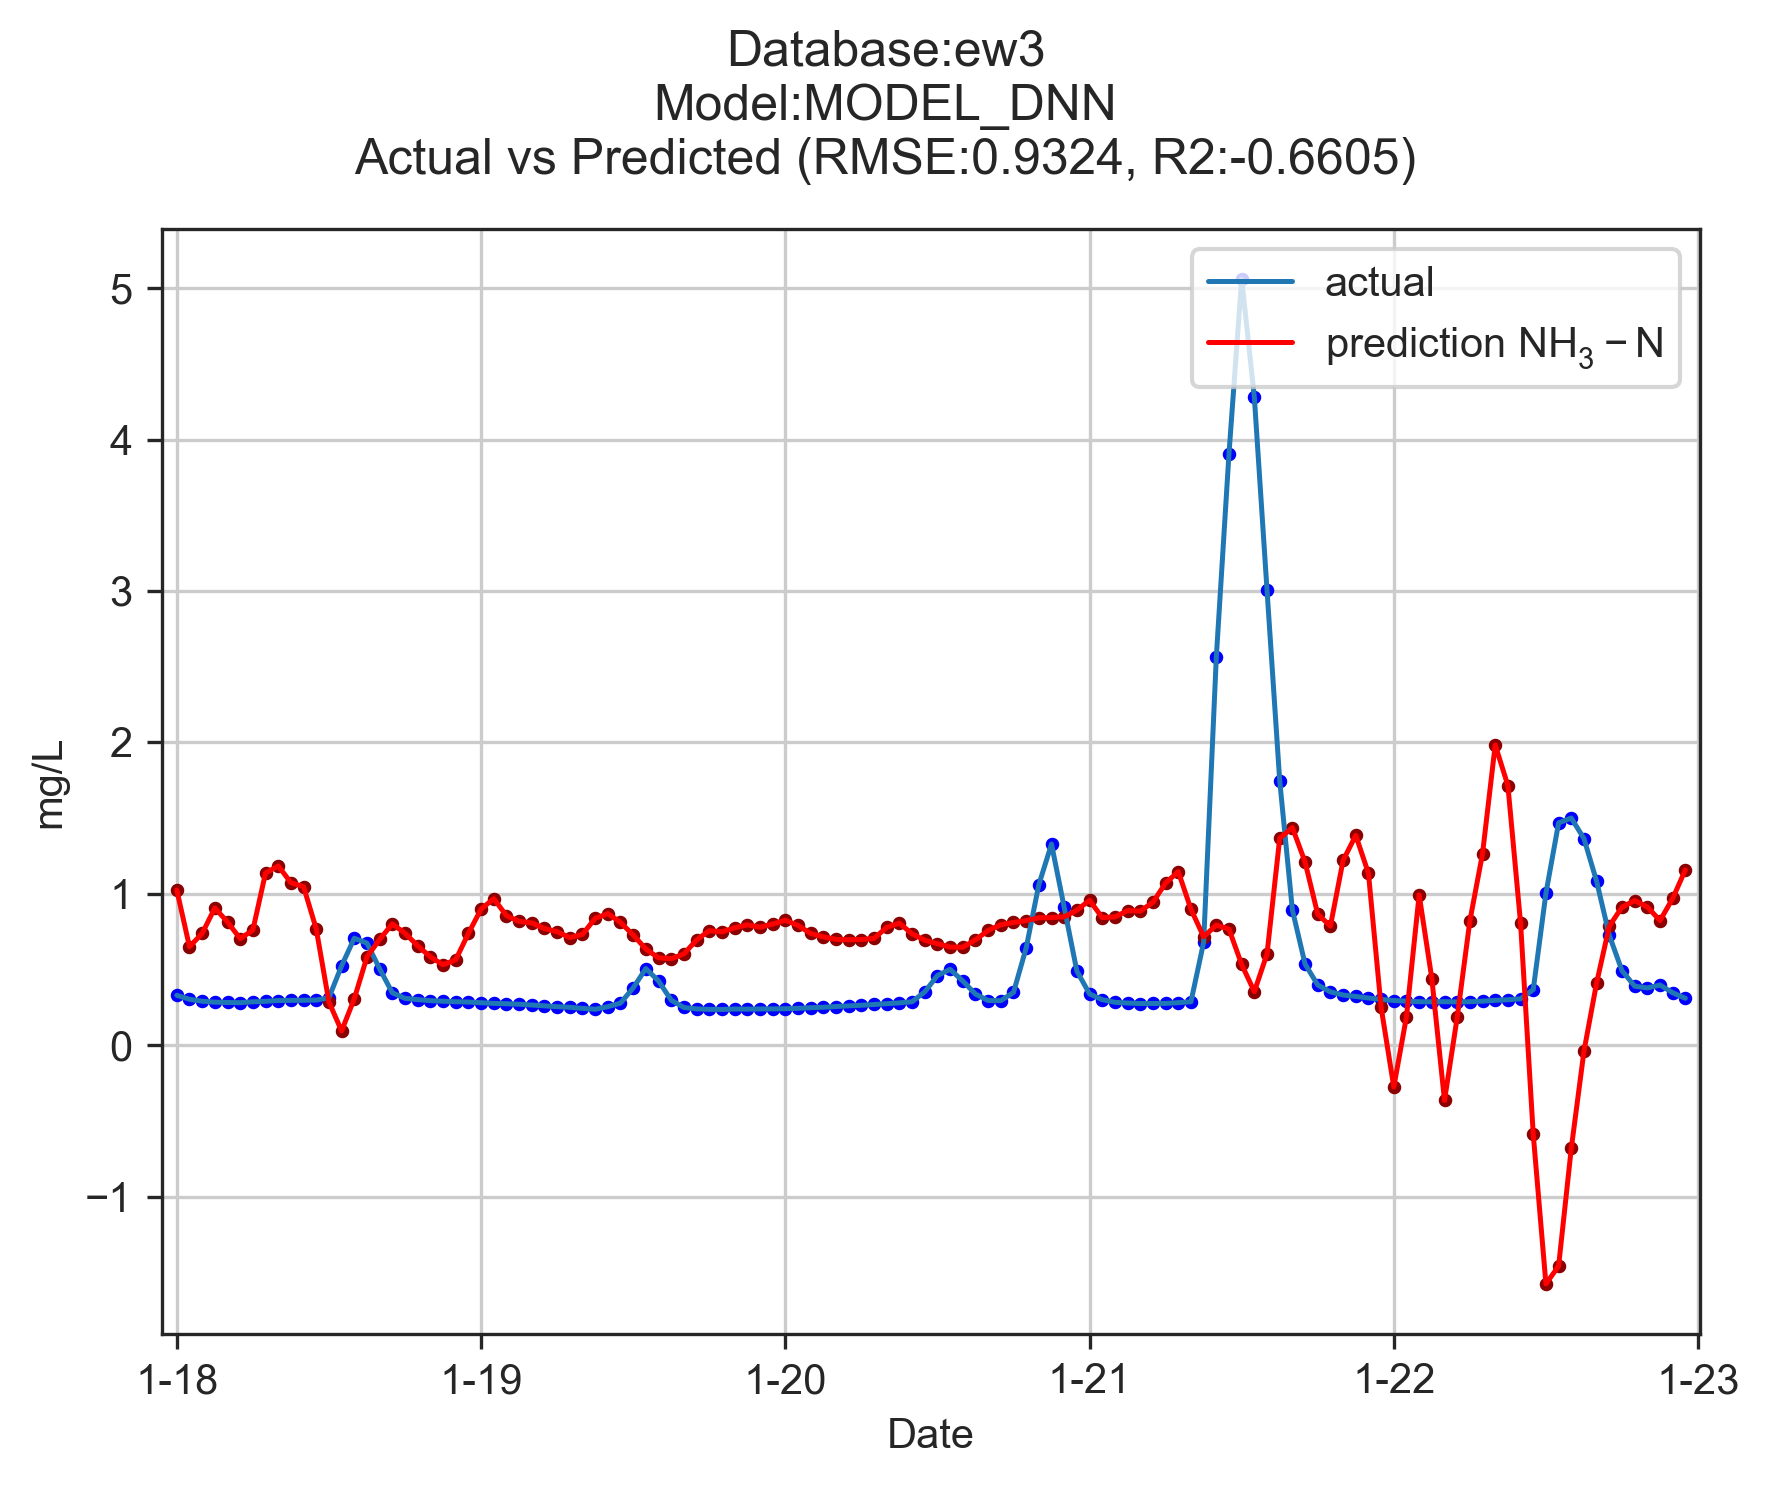 Database:ew3
Model:MODEL_DNN
Actual vs Predicted (RMSE:0.9324, R2:-0.6605)
actual
prediction NH₃ − N
5
4
3
2
1
0
−1
mg/L
1-18 1-19 1-20 1-21 1-22 1-23
Date